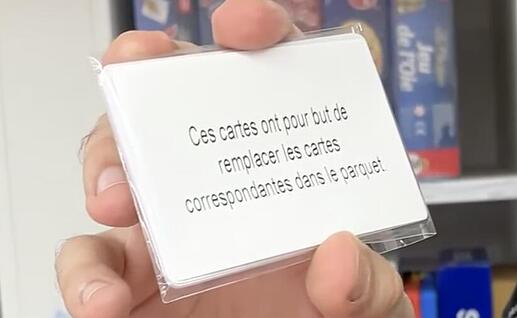 Jeu
de l'Oie
Ces cartes ont pour but de
remplacer les cartes
correspondantes dans le parquet.